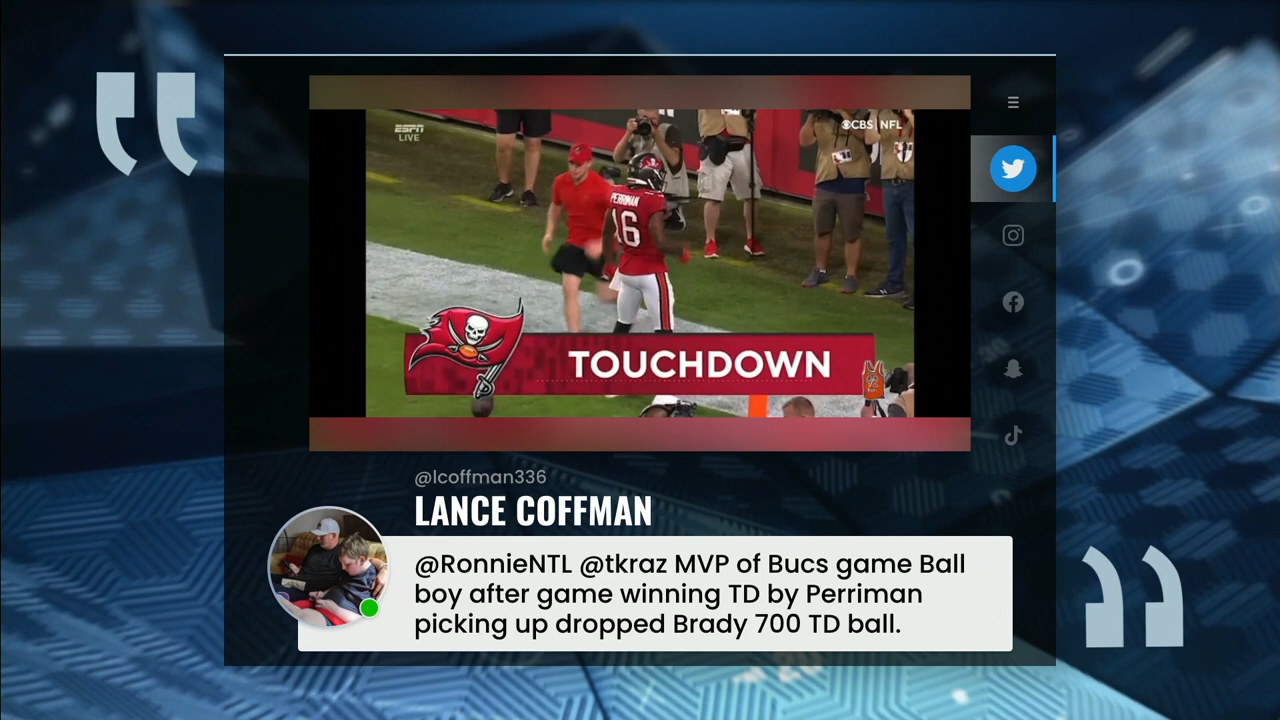 ESPN
LIVE
CBS NFL
PERRIMAN
16
TOUCHDOWN
@lcoffman336
LANCE COFFMAN
@RonnieNTL @tkraz MVP of Bucs game Ball
boy after game winning TD by Perriman
picking up dropped Brady 700 TD ball.